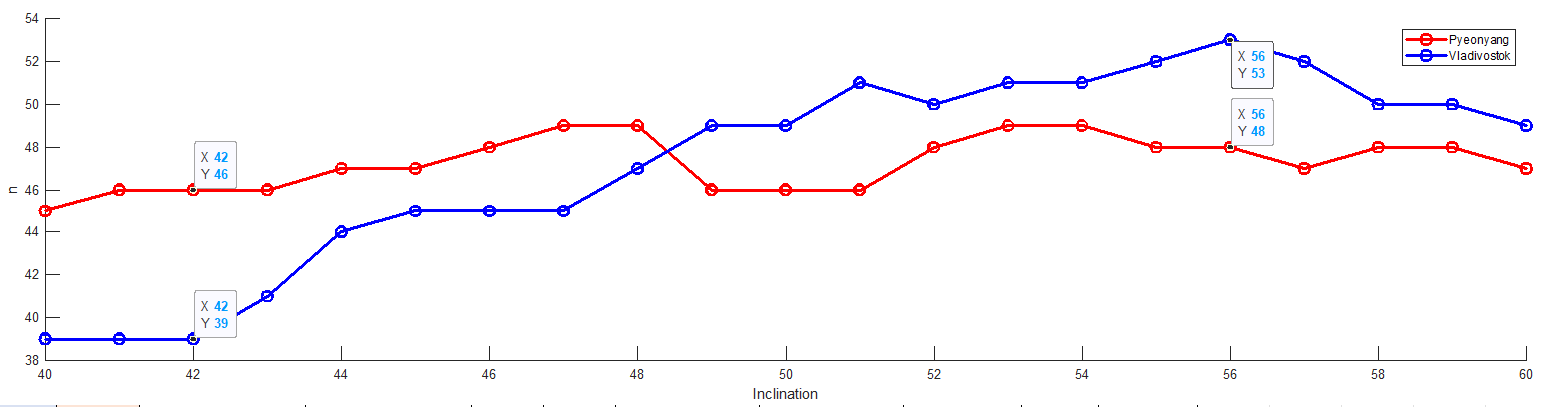 54
52
50
48
46
44
42
40
38
n
Pyeonyang
Vladivostok
X 56
Y 53
X 56
Y 48
X 42
Y 46
X 42
Y 39
40 42 44 46 48 50 52 54 56 58 60
Inclination